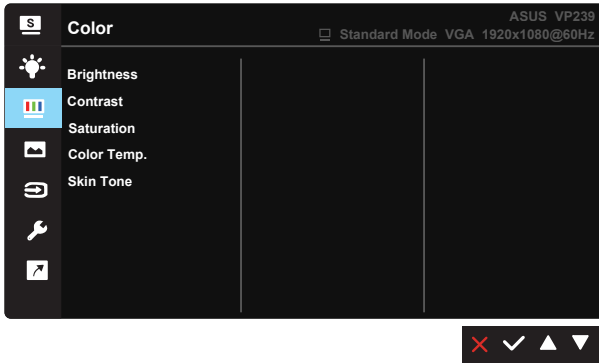 S
Color
ASUS VP239
Standard Mode VGA 1920x1080@60Hz
Brightness
Contrast
Saturation
Color Temp.
Skin Tone